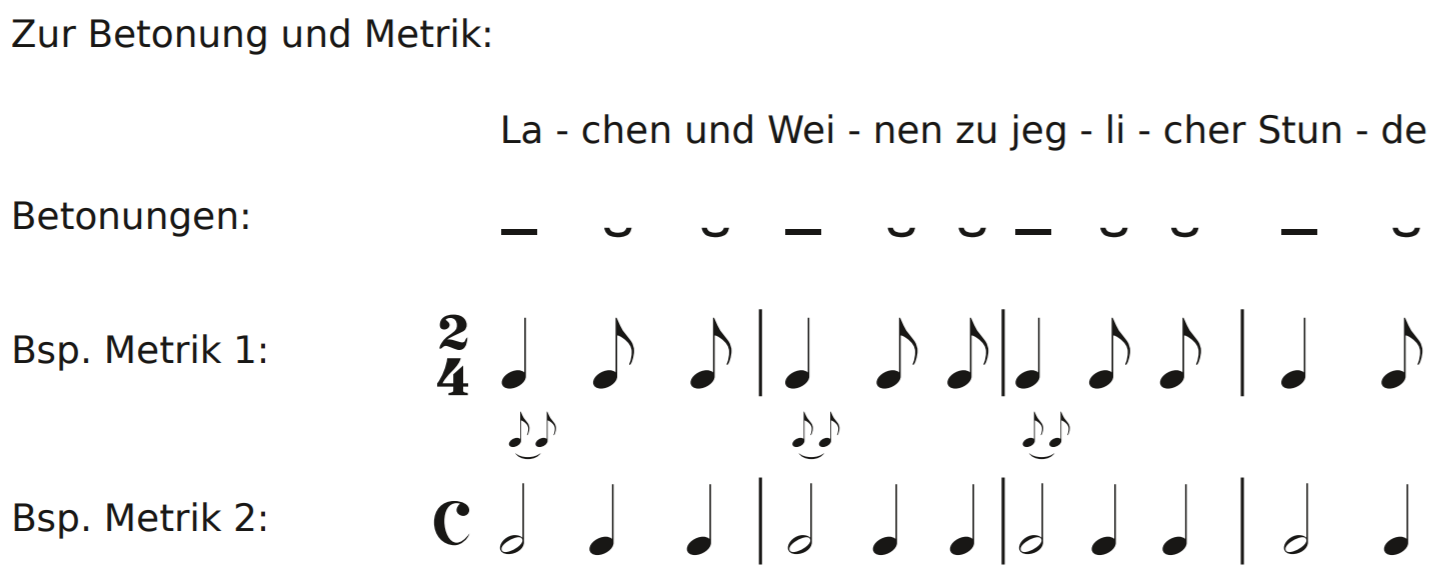 Zur Betonung und Metrik:
La - chen und Wei - nen zu jeg - li - cher Stun - de
Betonungen:
Bsp. Metrik 1: 2 4
Bsp. Metrik 2: C